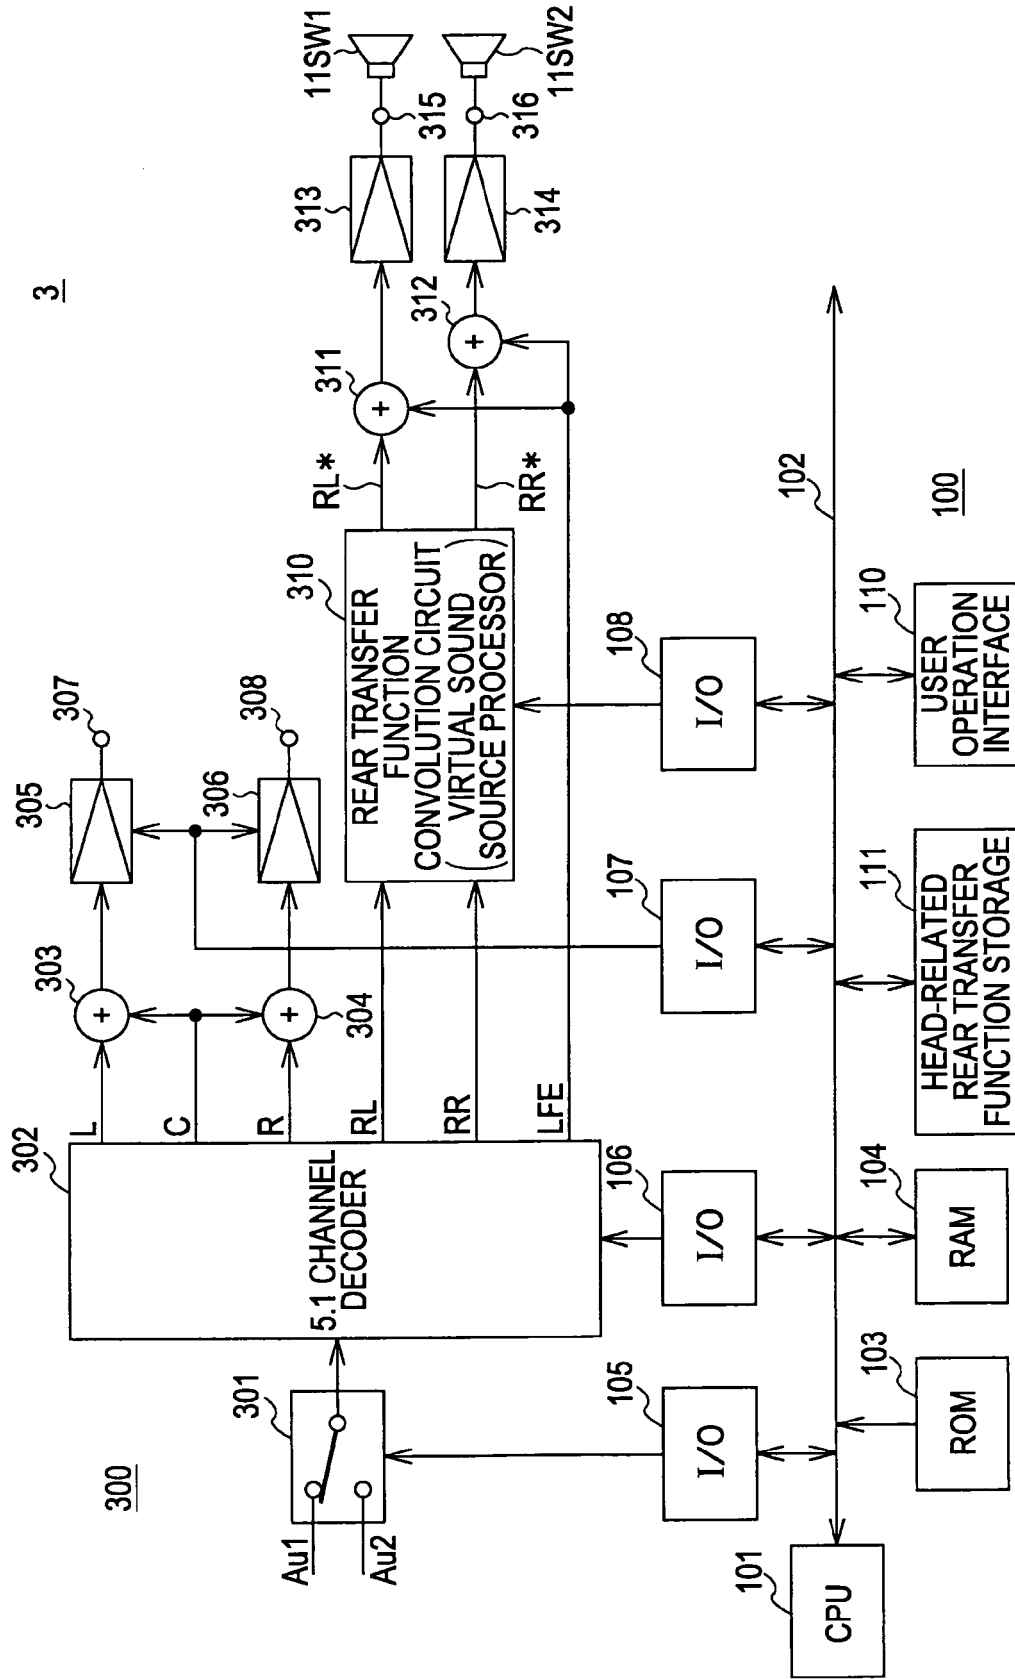 3
300
Au1
Au2
301
302
5.1 CHANNEL
DECODER
L
C
R
RL
RR
LFE
303
304
305
306
307
308
310
REAR TRANSFER
FUNCTION
CONVOLUTION CIRCUIT
(VIRTUAL SOUND
SOURCE PROCESSOR)
RL*
RR*
311
+
312
+
+
+
313
314
315
316
11SW1
11SW2
105
I/O
106
I/O
107
I/O
108
I/O
101
CPU
102
103
ROM
104
RAM
111
HEAD-RELATED
REAR TRANSFER
FUNCTION STORAGE
110
USER
OPERATION
INTERFACE
100